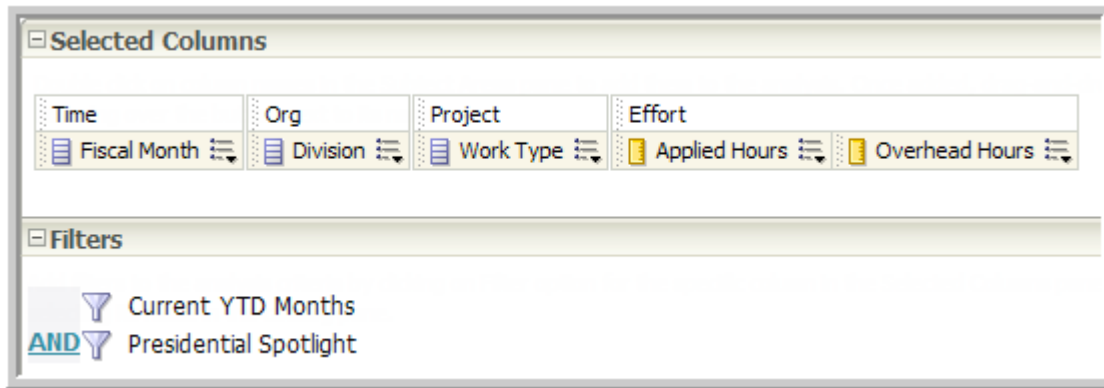 Selected Columns
Time Org Project Effort
Fiscal Month Division Work Type Applied Hours Overhead Hours
Filters
Current YTD Months
AND Presidential Spotlight